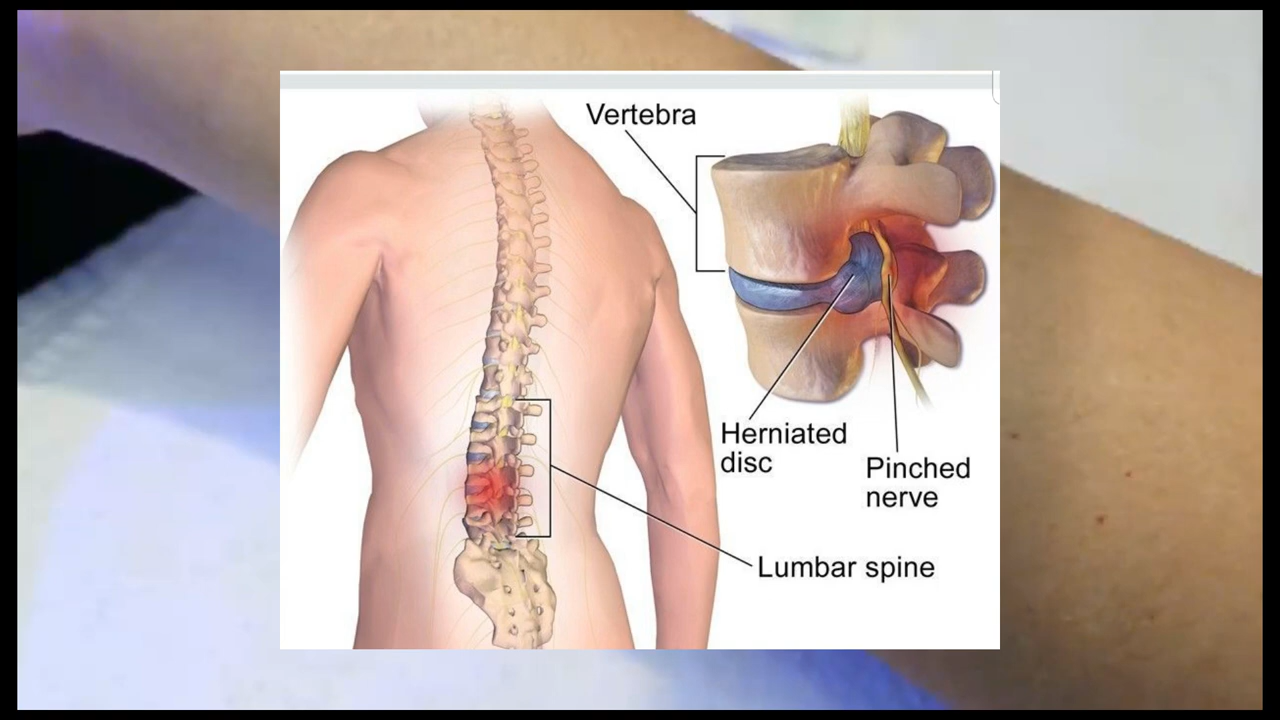 Vertebra
Herniated
disc
Pinched
nerve
Lumbar spine